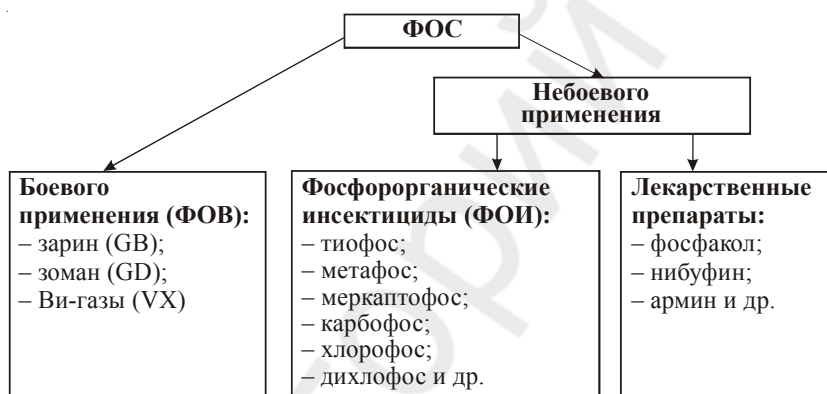 ФОС
Небоевого
применения
Боевого
применения (ФОВ):
– зарин (GB);
– зоман (GD);
– Ви-газы (VX)
Фосфорорганические
инсектициды (ФОИ):
– тиофос;
– метафос;
– меркаптофос;
– карбофос;
– хлорофос;
– дихлофос и др.
Лекарственные
препараты:
– фосфакол;
– нибуфин;
– армин и др.